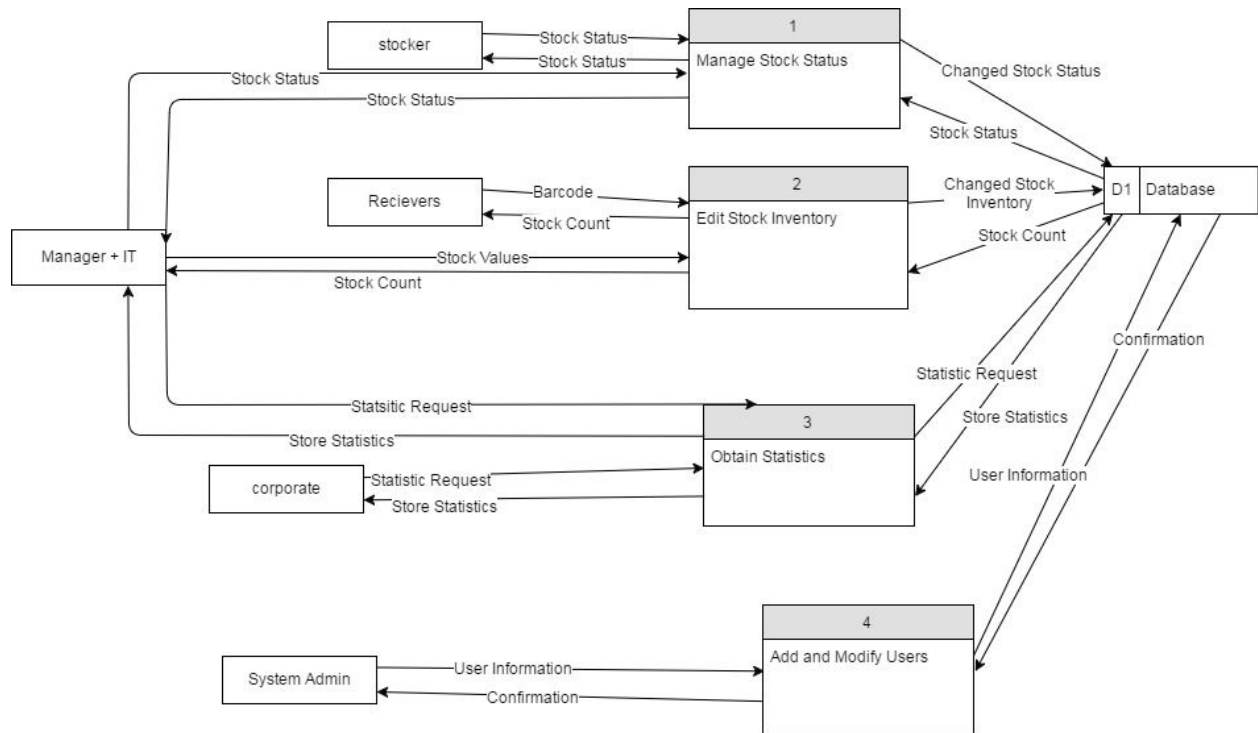 1
stocker
Stock Status
Stock Status
Manage Stock Status
Stock Status
Stock Status
Changed Stock Status
Stock Status
2
Recievers
Barcode
Stock Count
Edit Stock Inventory
Changed Stock
Inventory
Stock Count
D1
Database
Manager + IT
Stock Values
Stock Count
Confirmation
Statsitic Request
Store Statistics
3
Obtain Statistics
Statistic Request
Store Statistics
corporate
Statistic Request
Store Statistics
User Information
4
Add and Modify Users
System Admin
User Information
Confirmation